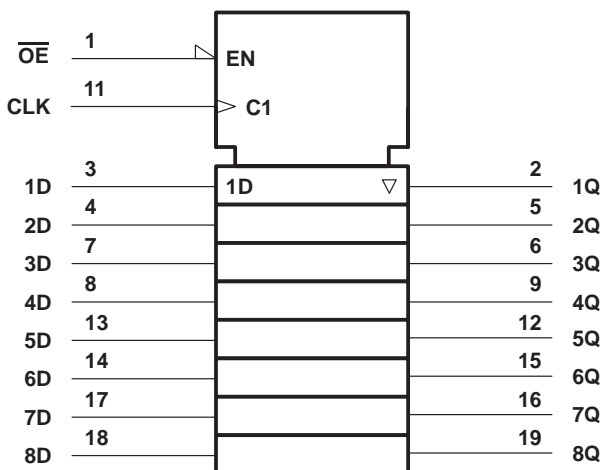 O̅E̅ 1 EN
CLK 11 C1
1D 3 1D 2 1Q
2D 4 5 2Q
3D 7 6 3Q
4D 8 9 4Q
5D 13 12 5Q
6D 14 15 6Q
7D 17 16 7Q
8D 18 19 8Q